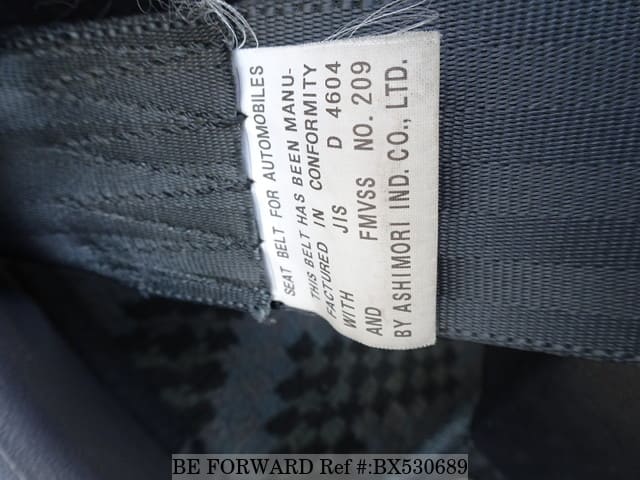 SEAT BELT FOR AUTOMOBILES
THIS BELT HAS BEEN MANU-
FACTURED IN CONFORMITY
WITH JIS D 4604
AND FMVSS NO. 209
BY ASHIMORI IND. CO., LTD.
BE FORWARD Ref #:BX530689